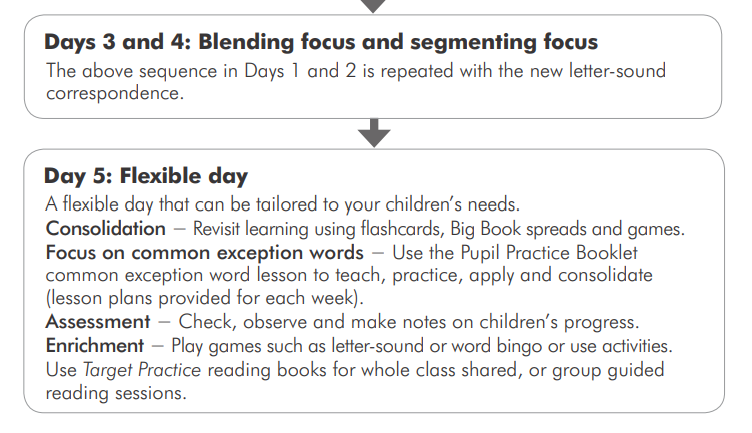 Days 3 and 4: Blending focus and segmenting focus
The above sequence in Days 1 and 2 is repeated with the new letter-sound
correspondence.
Day 5: Flexible day
A flexible day that can be tailored to your children’s needs.
Consolidation – Revisit learning using flashcards, Big Book spreads and games.
Focus on common exception words – Use the Pupil Practice Booklet
common exception word lesson to teach, practice, apply and consolidate
(lesson plans provided for each week).
Assessment – Check, observe and make notes on children’s progress.
Enrichment – Play games such as letter-sound or word bingo or use activities.
Use Target Practice reading books for whole class shared, or group guided
reading sessions.